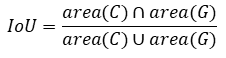 IoU = area(C) ∩ area(G) / area(C) ∪ area(G)